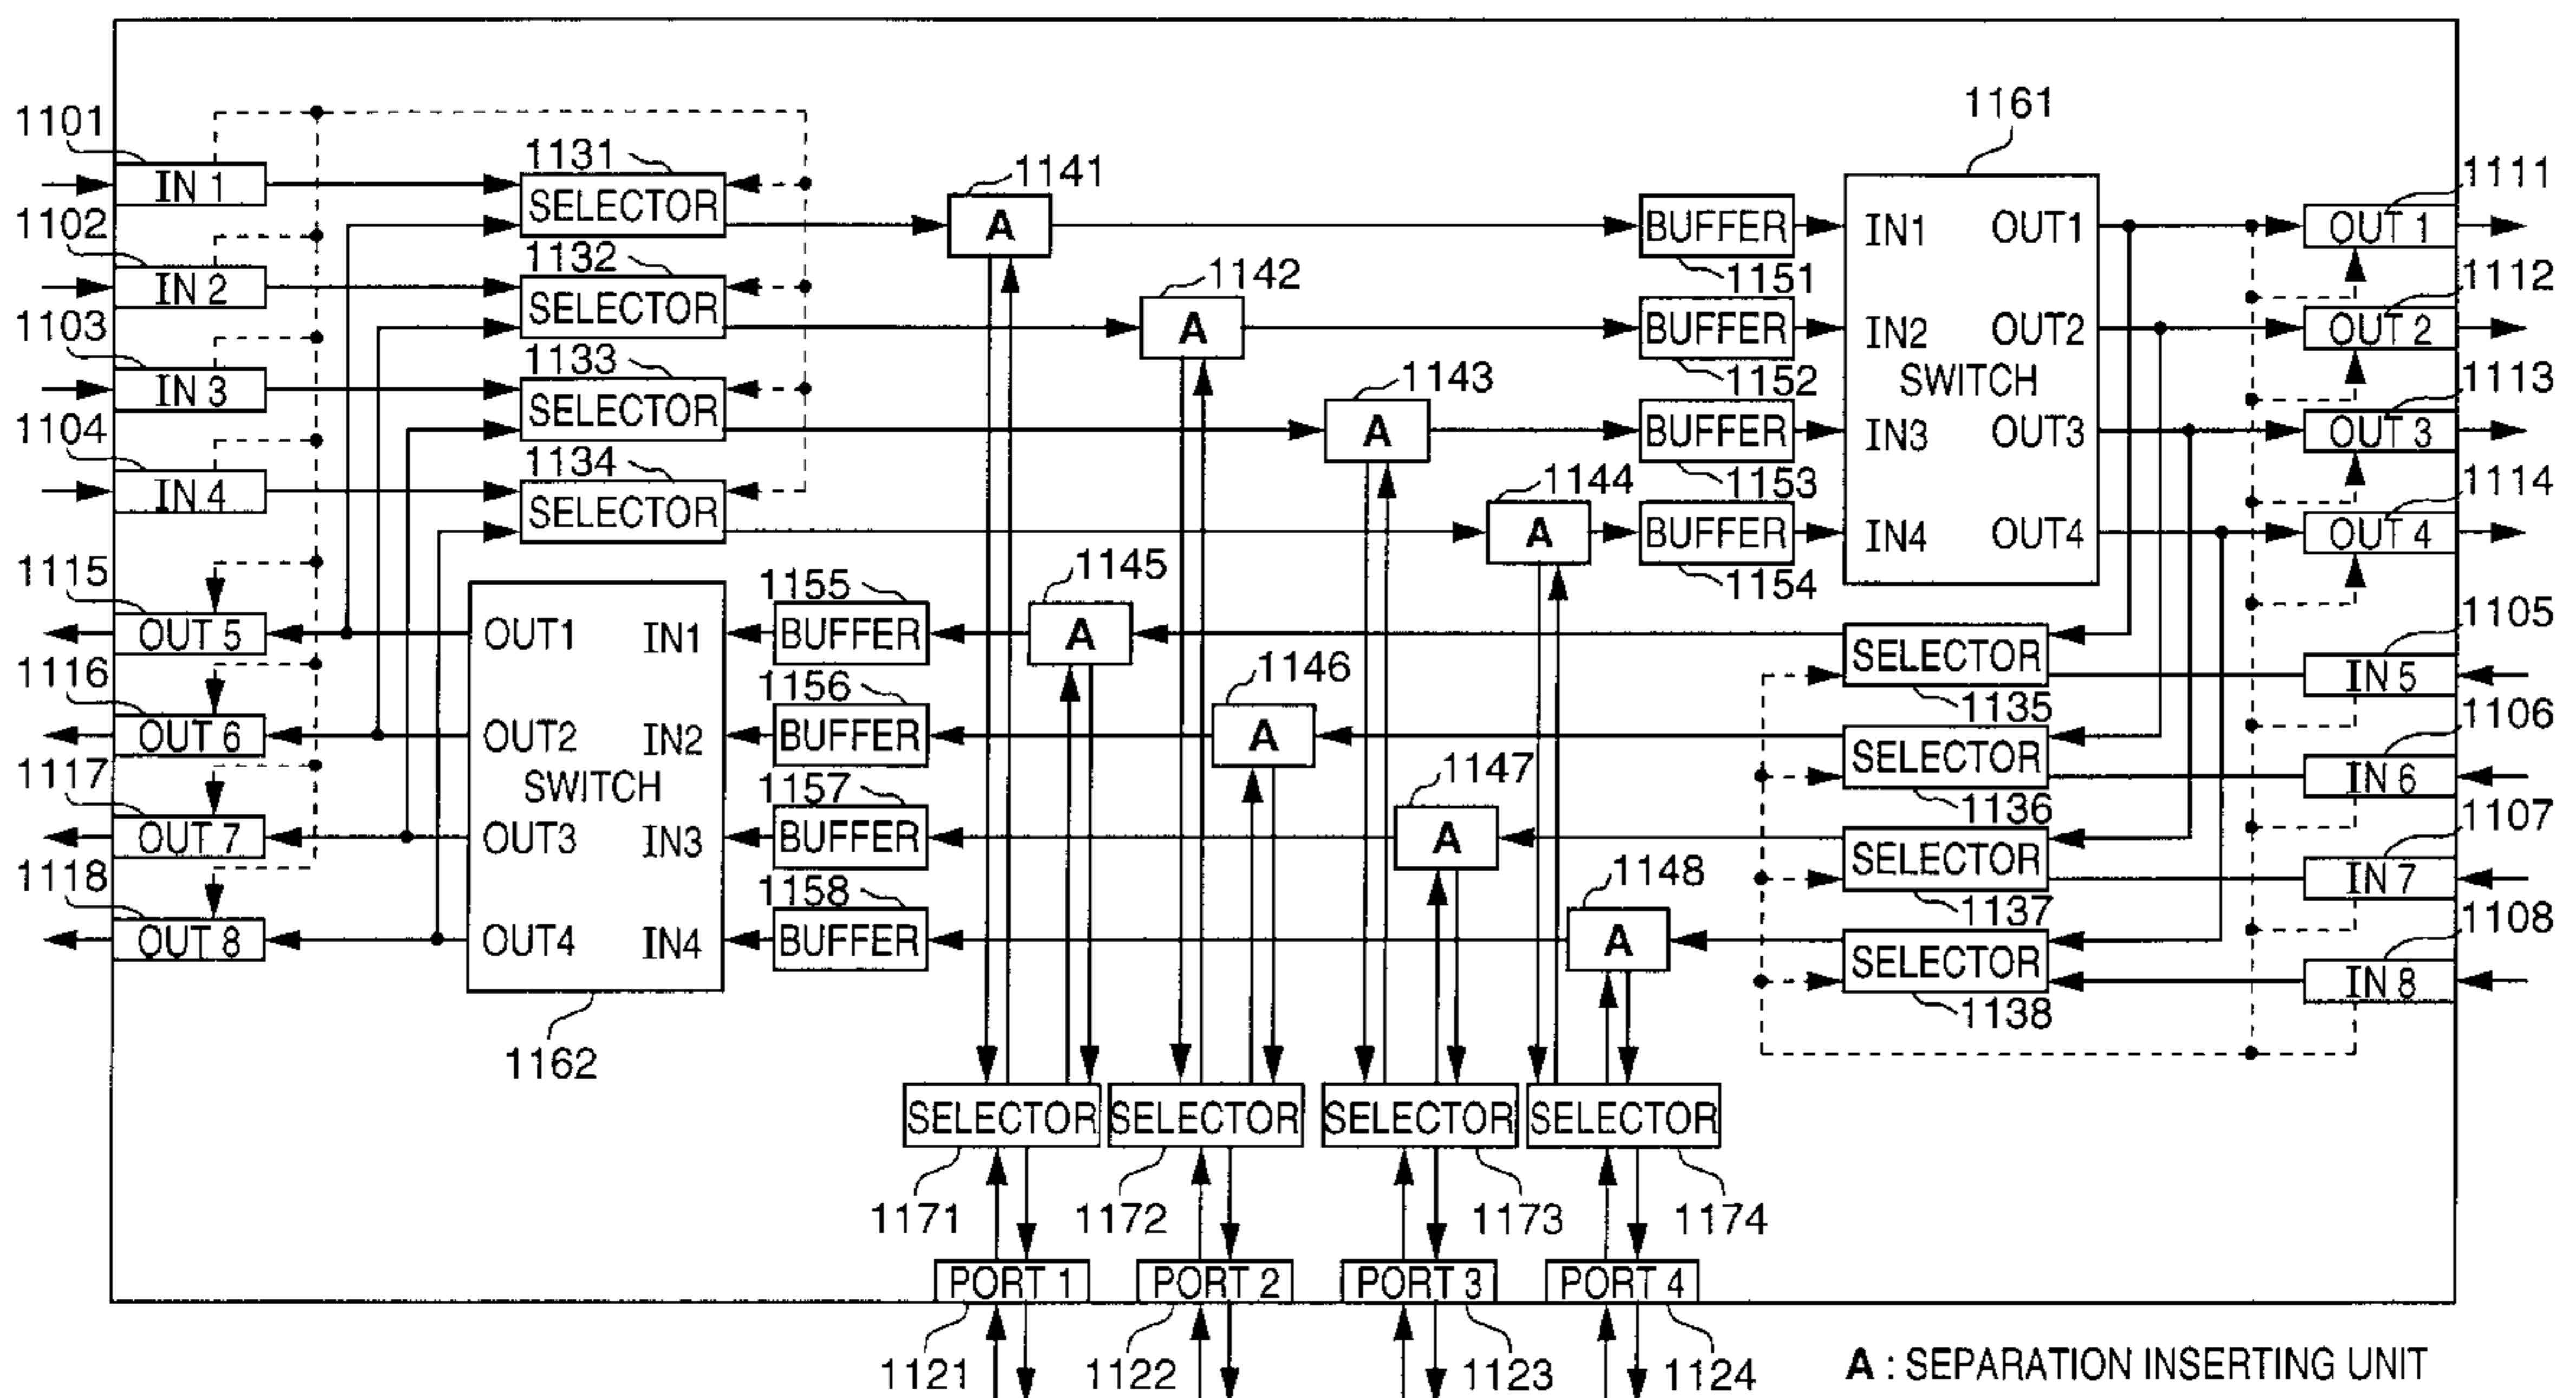 1161
1101
IN 1
1131
SELECTOR
1141
A
BUFFER
1151
IN1
OUT1
1111
OUT 1
1102
IN 2
1132
SELECTOR
1142
A
BUFFER
1152
IN2
OUT2
1112
OUT 2
SWITCH
1103
IN 3
1133
SELECTOR
1143
A
BUFFER
1153
IN3
OUT3
1113
OUT 3
1104
IN 4
1134
SELECTOR
1144
A
BUFFER
1154
IN4
OUT4
1114
OUT 4
1115
OUT 5
OUT1
IN1
1155
BUFFER
1145
A
SELECTOR
1135
1105
IN 5
1116
OUT 6
OUT2
IN2
1156
BUFFER
1146
A
SELECTOR
1136
1106
IN 6
SWITCH
1117
OUT 7
OUT3
IN3
1157
BUFFER
1147
A
SELECTOR
1137
1107
IN 7
1118
OUT 8
OUT4
IN4
1158
BUFFER
1148
A
SELECTOR
1138
1108
IN 8
1162
SELECTOR
SELECTOR
SELECTOR
SELECTOR
1171
1172
1173
1174
PORT 1
PORT 2
PORT 3
PORT 4
1121
1122
1123
1124
A : SEPARATION INSERTING UNIT